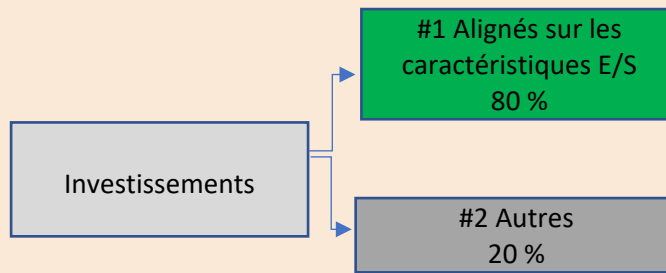 #1 Alignés sur les
caractéristiques E/S
80 %
Investissements
#2 Autres
20 %